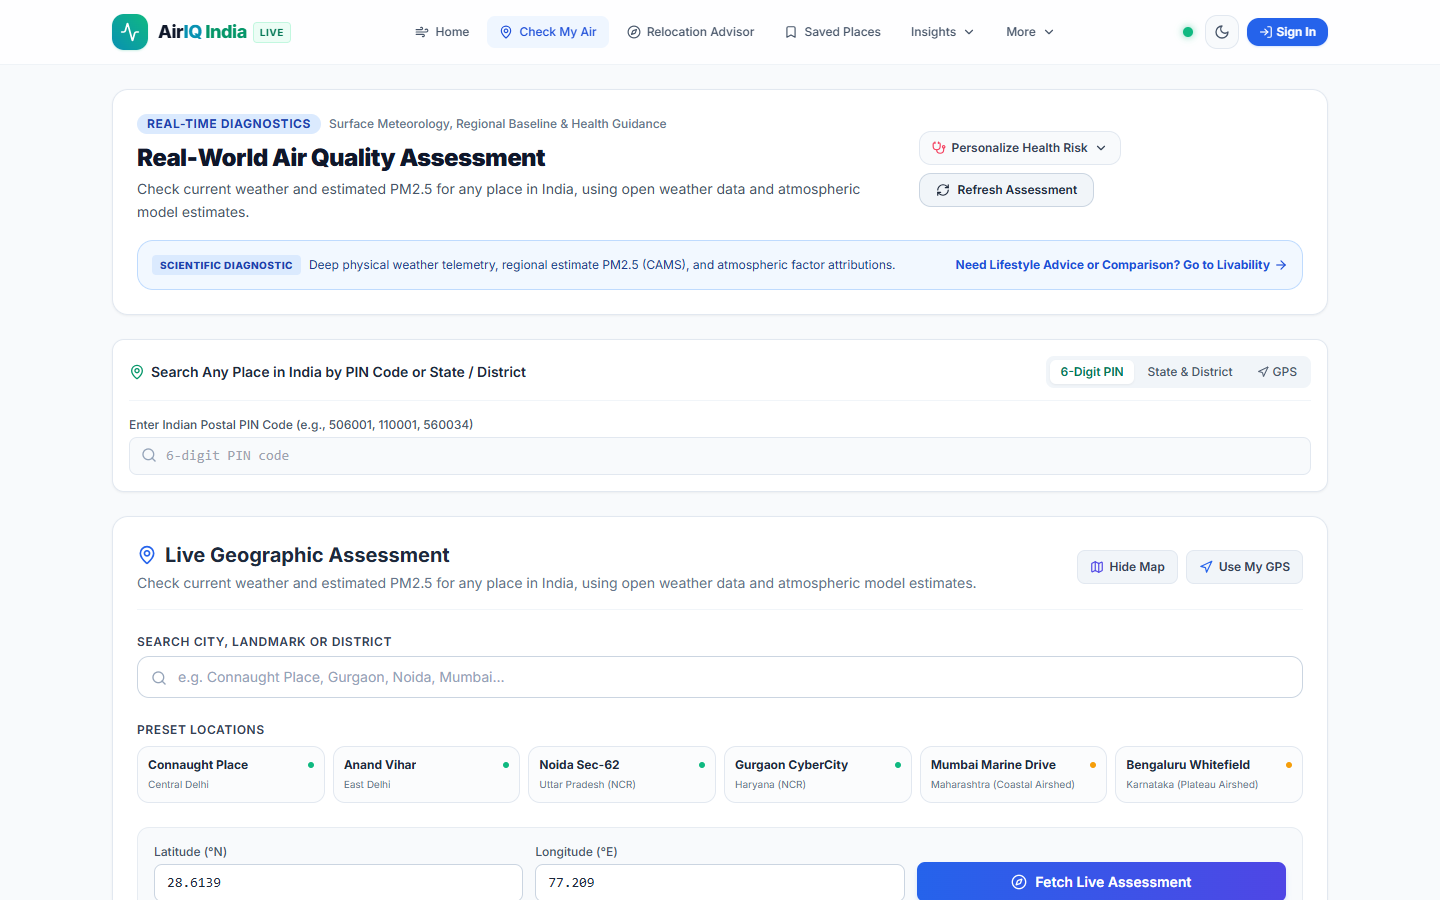 AirIQ India LIVE
Home
Check My Air
Relocation Advisor
Saved Places
Insights
More
Sign In
REAL-TIME DIAGNOSTICS
Surface Meteorology, Regional Baseline & Health Guidance
Real-World Air Quality Assessment
Check current weather and estimated PM2.5 for any place in India, using open weather data and atmospheric
model estimates.
Personalize Health Risk
Refresh Assessment
SCIENTIFIC DIAGNOSTIC
Deep physical weather telemetry, regional estimate PM2.5 (CAMS), and atmospheric factor attributions.
Need Lifestyle Advice or Comparison? Go to Livability →
Search Any Place in India by PIN Code or State / District
6-Digit PIN
State & District
GPS
Enter Indian Postal PIN Code (e.g., 506001, 110001, 560034)
6-digit PIN code
Live Geographic Assessment
Check current weather and estimated PM2.5 for any place in India, using open weather data and atmospheric model estimates.
Hide Map
Use My GPS
SEARCH CITY, LANDMARK OR DISTRICT
e.g. Connaught Place, Gurgaon, Noida, Mumbai...
PRESET LOCATIONS
Connaught Place
Central Delhi
Anand Vihar
East Delhi
Noida Sec-62
Uttar Pradesh (NCR)
Gurgaon CyberCity
Haryana (NCR)
Mumbai Marine Drive
Maharashtra (Coastal Airshed)
Bengaluru Whitefield
Karnataka (Plateau Airshed)
Latitude (°N)
28.6139
Longitude (°E)
77.209
Fetch Live Assessment